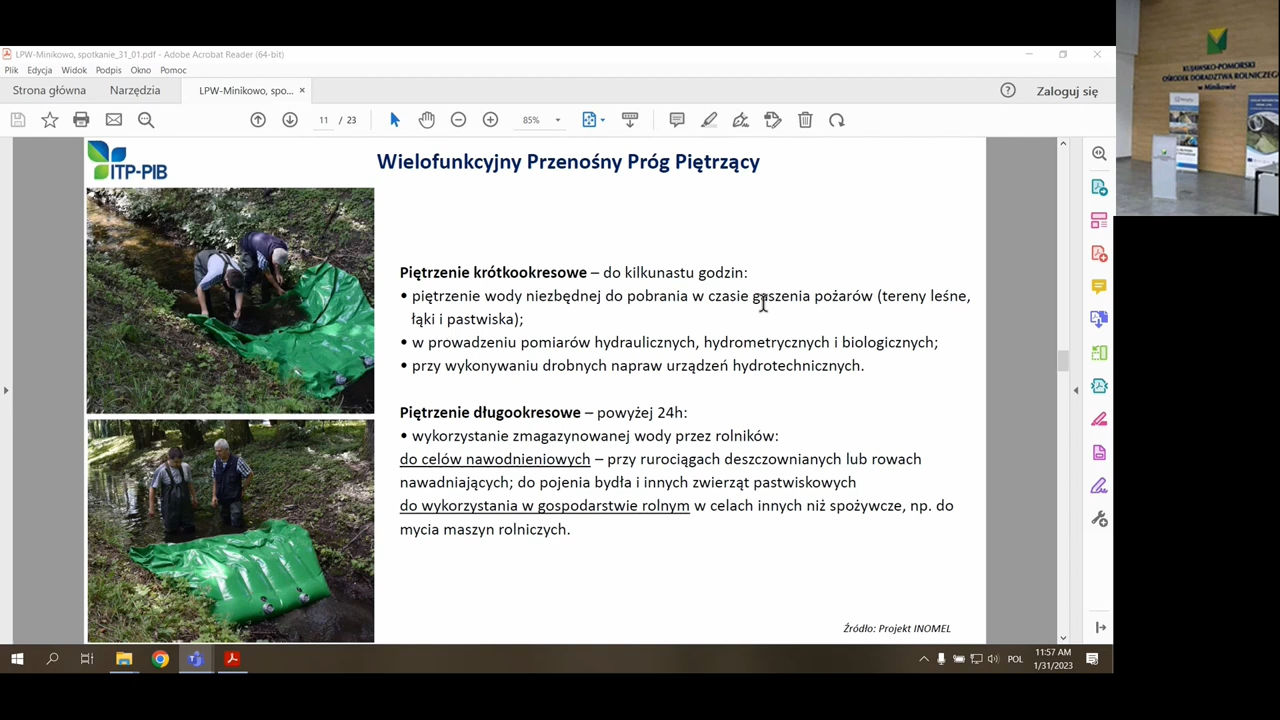 LPW-Minikowo, spotkanie_31_01.pdf - Adobe Acrobat Reader (64-bit)
Plik Edycja Widok Podpis Okno Pomoc
Strona główna Narzędzia LPW-Minikowo, spo... Zaloguj się
11 / 23 85%
ITP-PIB
Wielofunkcyjny Przenośny Próg Piętrzący
Piętrzenie krótkookresowe – do kilkunastu godzin:
• piętrzenie wody niezbędnej do pobrania w czasie gaszenia pożarów (tereny leśne,
łąki i pastwiska);
• w prowadzeniu pomiarów hydraulicznych, hydrometrycznych i biologicznych;
• przy wykonywaniu drobnych napraw urządzeń hydrotechnicznych.
Piętrzenie długookresowe – powyżej 24h:
• wykorzystanie zmagazynowanej wody przez rolników:
do celów nawodnieniowych – przy rurociągach deszczownianych lub rowach
nawadniających; do pojenia bydła i innych zwierząt pastwiskowych
do wykorzystania w gospodarstwie rolnym w celach innych niż spożywcze, np. do
mycia maszyn rolniczych.
Źródło: Projekt INOMEL
POL 11:57 AM
1/31/2023
KUJAWSKO-POMORSKI
OŚRODEK DORADZTWA ROLNICZEGO
w Minikowie